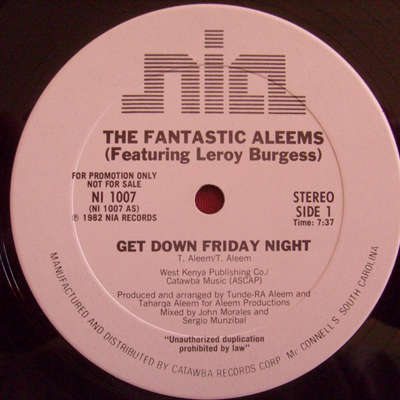 nia
THE FANTASTIC ALEEMS
(Featuring Leroy Burgess)
FOR PROMOTION ONLY
NOT FOR SALE
NI 1007
(NI 1007 AS)
℗ 1982 NIA RECORDS
STEREO
SIDE 1
Time: 7:37
GET DOWN FRIDAY NIGHT
T. Aleem/T. Aleem
West Kenya Publishing Co./
Catawba Music (ASCAP)
Produced and arranged by Tunde-RA Aleem and
Taharqa Aleem for Aleem Productions
Mixed by John Morales and
Sergio Munzibal
"Unauthorized duplication
prohibited by law"
MANUFACTURED AND DISTRIBUTED BY CATAWBA RECORDS CORP. Mc CONNELL'S, SOUTH CAROLINA